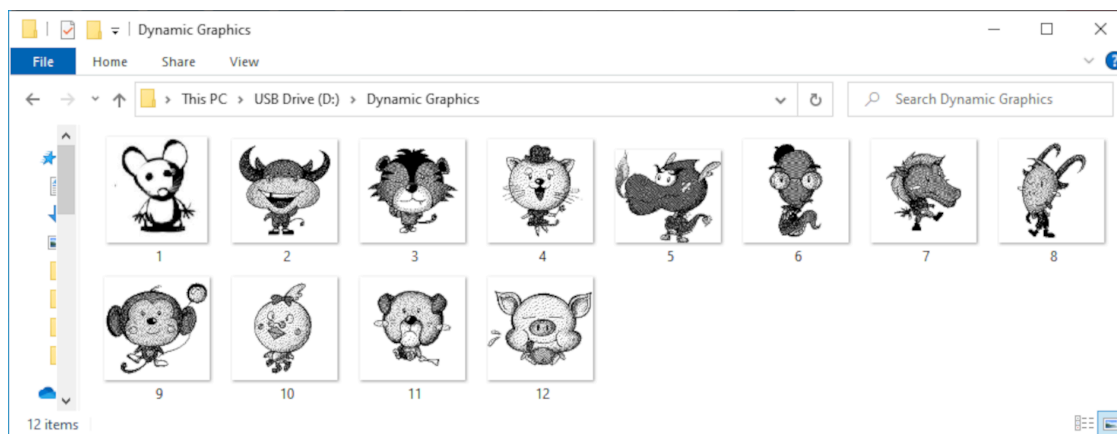 Dynamic Graphics
File Home Share View
This PC > USB Drive (D:) > Dynamic Graphics
Search Dynamic Graphics
1 2 3 4 5 6 7 8
9 10 11 12
12 items